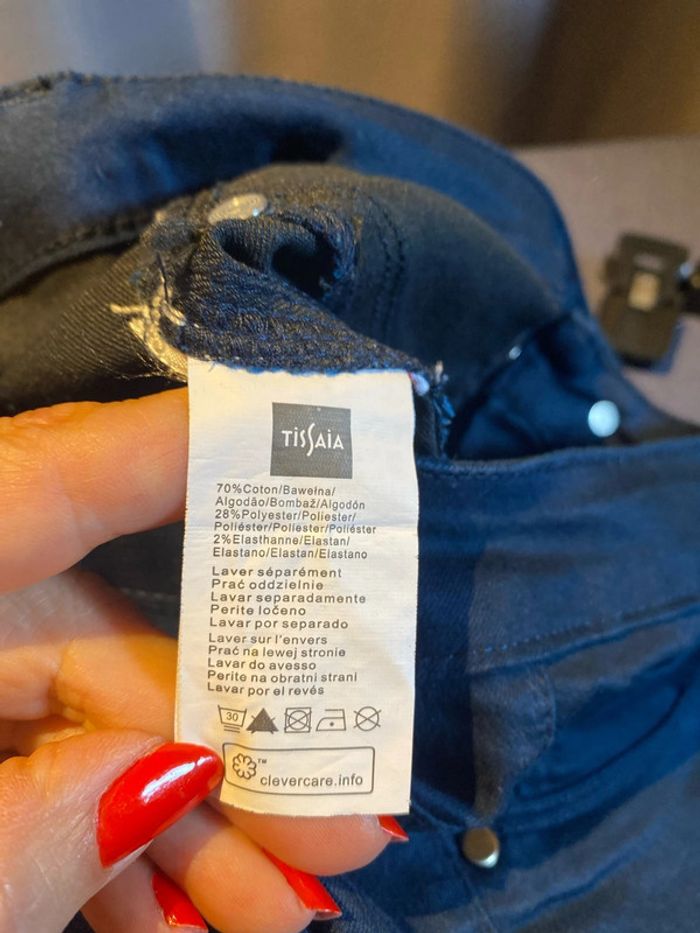 TISSAIA
70%Coton/Bawełna/
Algodão/Bombaž/Algodón
28%Polyester/Poliester/
Poliéster/Poliester/Poliéster
2%Elasthanne/Elastan/
Elastano/Elastan/Elastano
Laver séparément
Prać oddzielnie
Lavar separadamente
Perite ločeno
Lavar por separado
Laver sur l'envers
Prać na lewej stronie
Lavar do avesso
Perite na obratni strani
Lavar por el revés
30
TM
clevercare.info